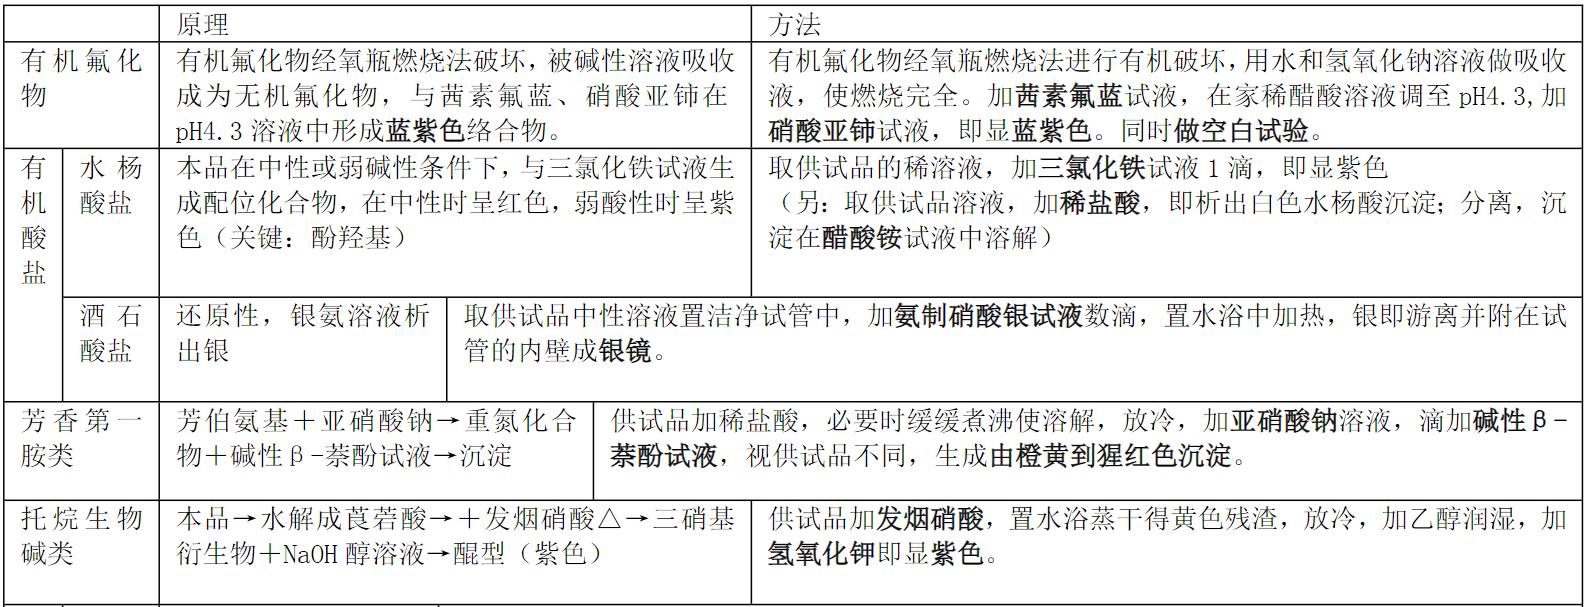 原理
方法
有机氟化
物
有机氟化物经氧瓶燃烧法破坏，被碱性溶液吸收
成为无机氟化物，与茜素氟蓝、硝酸亚铈在
pH4.3 溶液中形成蓝紫色络合物。
有机氟化物经氧瓶燃烧法进行有机破坏，用水和氢氧化钠溶液做吸收
液，使燃烧完全。加茜素氟蓝试液，在家稀醋酸溶液调至 pH4.3,加
硝酸亚铈试液，即显蓝紫色。同时做空白试验。
有
机
酸
盐
水杨
酸盐
本品在中性或弱碱性条件下，与三氯化铁试液生
成配位化合物，在中性时呈红色，弱酸性时呈紫
色（关键：酚羟基）
取供试品的稀溶液，加三氯化铁试液 1 滴，即显紫色
（另：取供试品溶液，加稀盐酸，即析出白色水杨酸沉淀；分离，沉
淀在醋酸铵试液中溶解）
酒石
酸盐
还原性，银氨溶液析
出银
取供试品中性溶液置洁净试管中，加氨制硝酸银试液数滴，置水浴中加热，银即游离并附在试
管的内壁成银镜。
芳香第一
胺类
芳伯氨基＋亚硝酸钠→重氮化合
物＋碱性β-萘酚试液→沉淀
供试品加稀盐酸，必要时缓缓煮沸使溶解，放冷，加亚硝酸钠溶液，滴加碱性β-
萘酚试液，视供试品不同，生成由橙黄到猩红色沉淀。
托烷生物
碱类
本品→水解成莨菪酸→＋发烟硝酸△→三硝基
衍生物＋NaOH 醇溶液→醌型（紫色）
供试品加发烟硝酸，置水浴蒸干得黄色残渣，放冷，加乙醇润湿，加
氢氧化钾即显紫色。